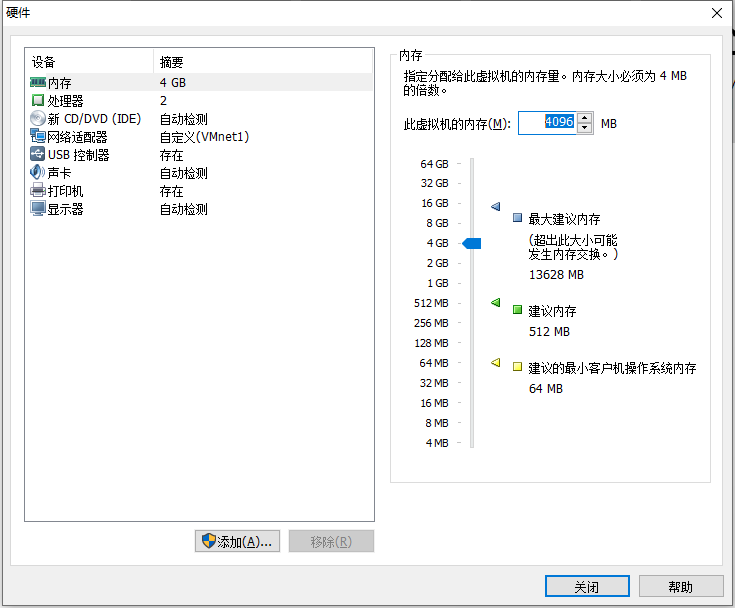 硬件
设备 摘要
内存 4 GB
处理器 2
新 CD/DVD (IDE) 自动检测
网络适配器 自定义(VMnet1)
USB 控制器 存在
声卡 自动检测
打印机 存在
显示器 自动检测
添加(A)...
移除(R)
内存
指定分配给此虚拟机的内存量。内存大小必须为 4 MB
的倍数。
此虚拟机的内存(M): 4096 MB
64 GB
32 GB
16 GB
8 GB
4 GB
2 GB
1 GB
512 MB
256 MB
128 MB
64 MB
32 MB
16 MB
8 MB
4 MB
最大建议内存
(超出此大小可能
发生内存交换。)
13628 MB
建议内存
512 MB
建议的最小客户机操作系统内存
64 MB
关闭
帮助